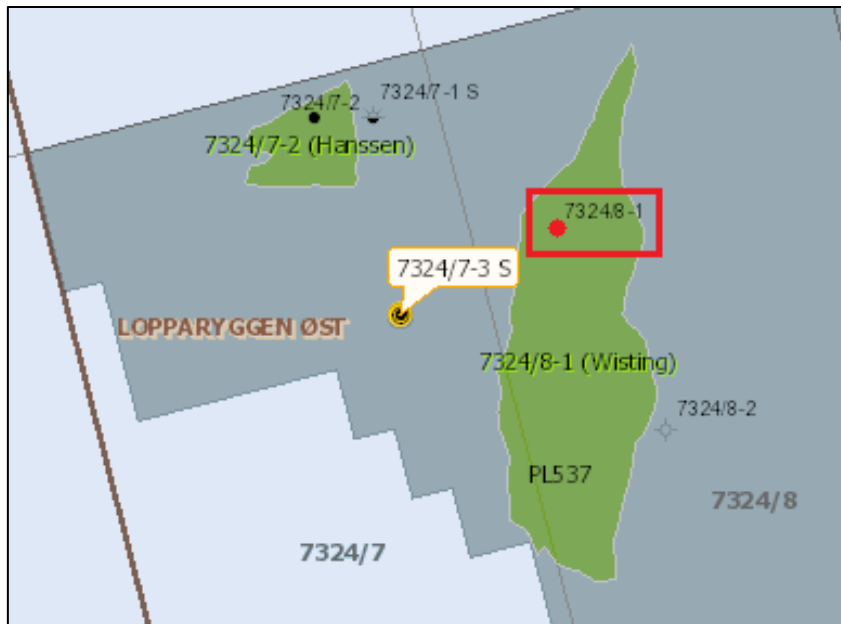 7324/7-2
7324/7-1 S
7324/7-2 (Hanssen)
7324/8-1
7324/7-3 S
LOPPARYGGEN ØST
7324/8-1 (Wisting)
7324/8-2
PL537
7324/8
7324/7